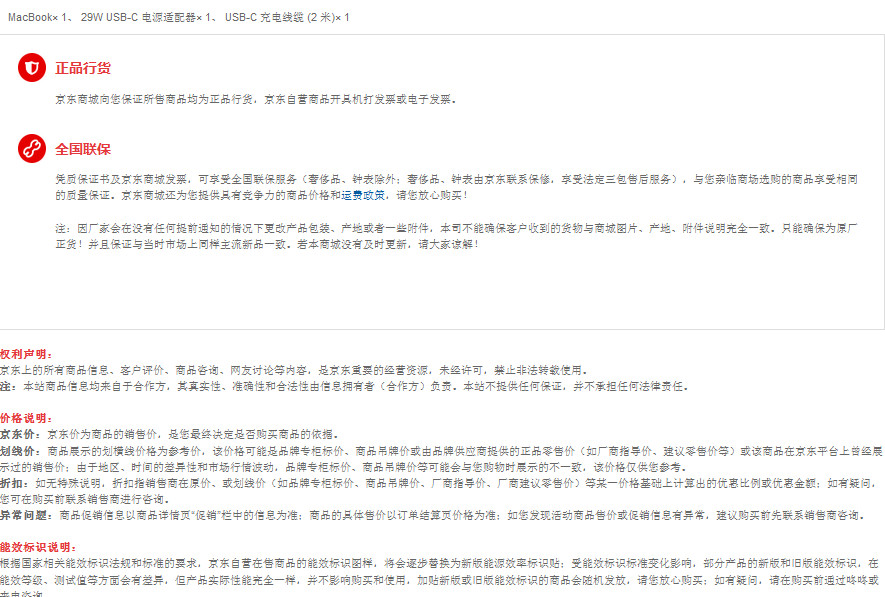 MacBook× 1、 29W USB-C 电源适配器× 1、 USB-C 充电线缆 (2 米)× 1
正品行货
京东商城向您保证所售商品均为正品行货，京东自营商品开具机打发票或电子发票。
全国联保
凭质保证书及京东商城发票，可享受全国联保服务（奢侈品、钟表除外；奢侈品、钟表由京东联系保修，享受法定三包售后服务），与您亲临商场选购的商品享受相同
的质量保证。京东商城还为您提供具有竞争力的商品价格和运费政策，请您放心购买！
注：因厂家会在没有任何提前通知的情况下更改产品包装、产地或者一些附件，本司不能确保客户收到的货物与商城图片、产地、附件说明完全一致。只能确保为原厂
正货！并且保证与当时市场上同样主流新品一致。若本商城没有及时更新，请大家谅解！
权利声明：
京东上的所有商品信息、客户评价、商品咨询、网友讨论等内容，是京东重要的经营资源，未经许可，禁止非法转载使用。
注：本站商品信息均来自于合作方，其真实性、准确性和合法性由信息拥有者（合作方）负责。本站不提供任何保证，并不承担任何法律责任。
价格说明：
京东价：京东价为商品的销售价，是您最终决定是否购买商品的依据。
划线价：商品展示的划横线价格为参考价，该价格可能是品牌专柜标价、商品吊牌价或由品牌供应商提供的正品零售价（如厂商指导价、建议零售价等）或该商品在京东平台上曾经展
示过的销售价；由于地区、时间的差异性和市场行情波动，品牌专柜标价、商品吊牌价等可能会与您购物时展示的不一致，该价格仅供您参考。
折扣：如无特殊说明，折扣指销售商在原价、或划线价（如品牌专柜标价、商品吊牌价、厂商指导价、厂商建议零售价）等某一价格基础上计算出的优惠比例或优惠金额；如有疑问，
您可在购买前联系销售商进行咨询。
异常问题：商品促销信息以商品详情页“促销”栏中的信息为准；商品的具体售价以订单结算页价格为准；如您发现活动商品售价或促销信息有异常，建议购买前先联系销售商咨询。
能效标识说明：
根据国家相关能效标识法规和标准的要求，京东自营在售商品的能效标识图样，将会逐步替换为新版能源效率标识贴；受能效标识标准变化影响，部分产品的新版和旧版能效标识，在
能效等级、测试值等方面会有差异，但产品实际性能完全一样，并不影响购买和使用，加贴新版或旧版能效标识的商品会随机发放，请您放心购买；如有疑问，请在购买前通过咚咚或
来电咨询。